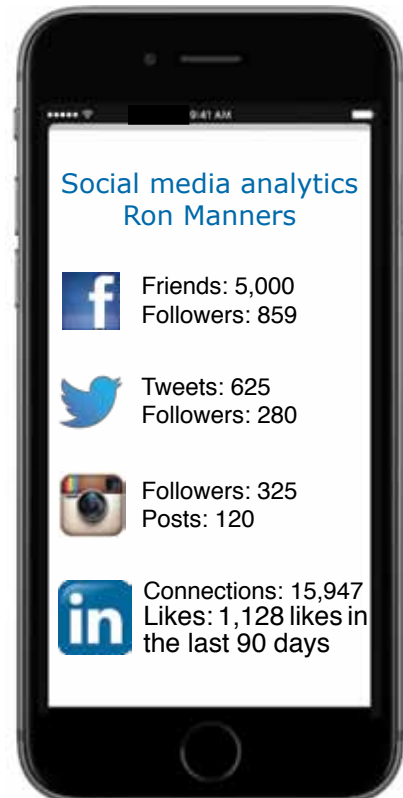 9:41 AM
Social media analytics
Ron Manners
f
Friends: 5,000
Followers: 859
Tweets: 625
Followers: 280
Followers: 325
Posts: 120
in
Connections: 15,947
Likes: 1,128 likes in
the last 90 days